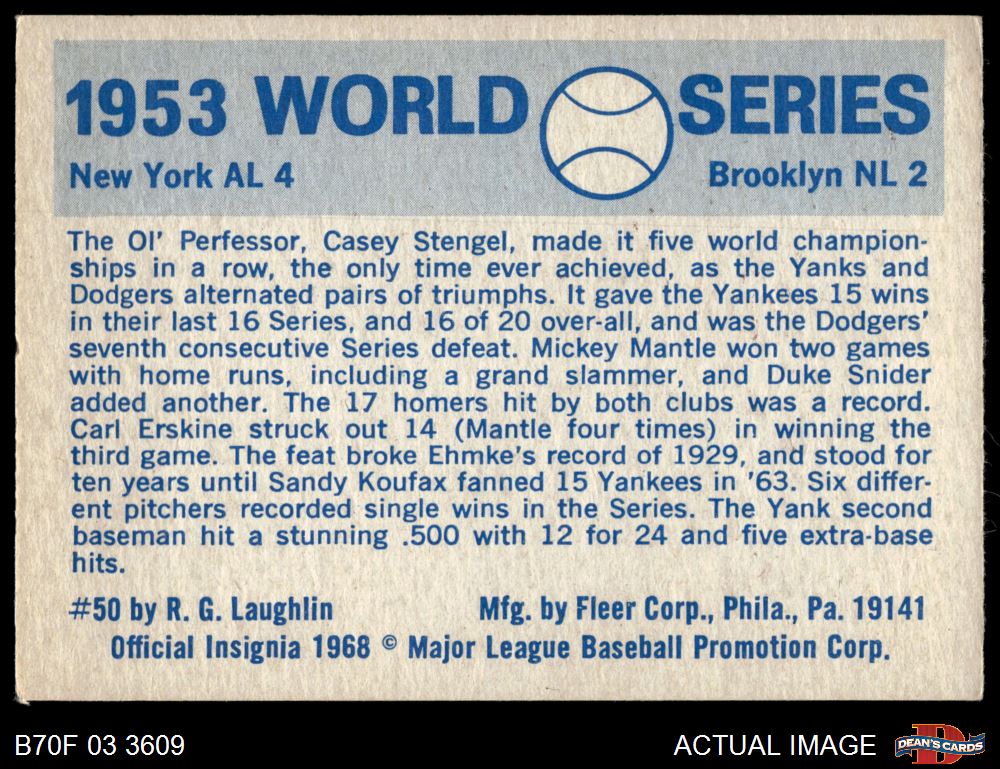 1953 WORLD SERIES
New York AL 4 Brooklyn NL 2
The Ol' Perfessor, Casey Stengel, made it five world champion-
ships in a row, the only time ever achieved, as the Yanks and
Dodgers alternated pairs of triumphs. It gave the Yankees 15 wins
in their last 16 Series, and 16 of 20 over-all, and was the Dodgers'
seventh consecutive Series defeat. Mickey Mantle won two games
with home runs, including a grand slammer, and Duke Snider
added another. The 17 homers hit by both clubs was a record.
Carl Erskine struck out 14 (Mantle four times) in winning the
third game. The feat broke Ehmke's record of 1929, and stood for
ten years until Sandy Koufax fanned 15 Yankees in '63. Six differ-
ent pitchers recorded single wins in the Series. The Yank second
baseman hit a stunning .500 with 12 for 24 and five extra-base
hits.
#50 by R. G. Laughlin Mfg. by Fleer Corp., Phila., Pa. 19141
Official Insignia 1968 © Major League Baseball Promotion Corp.
B70F 03 3609 ACTUAL IMAGE D DEAN'S CARDS